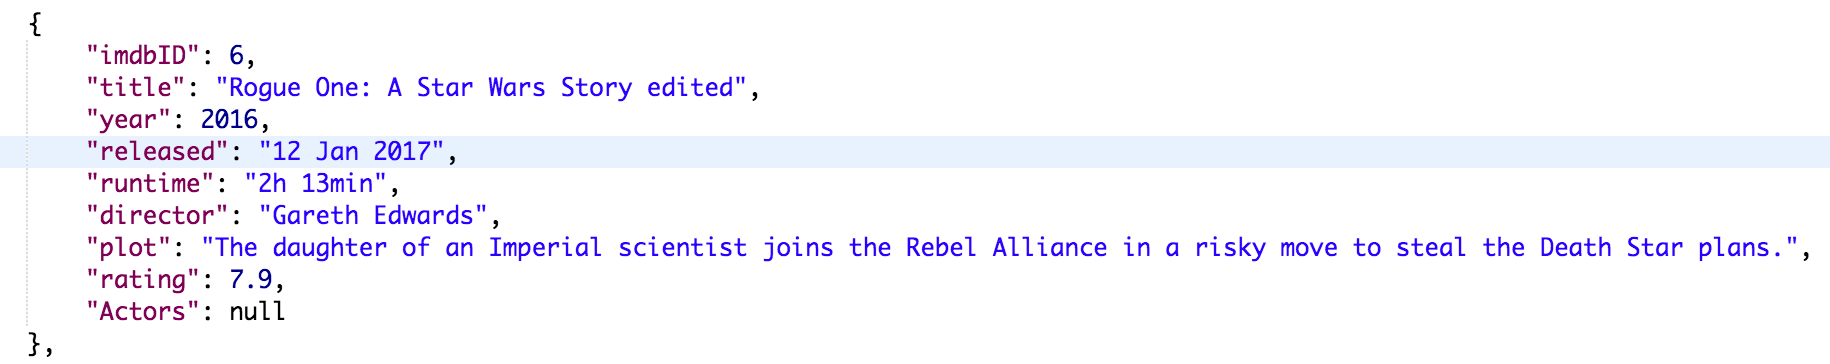 {
"imdbID": 6,
"title": "Rogue One: A Star Wars Story edited",
"year": 2016,
"released": "12 Jan 2017",
"runtime": "2h 13min",
"director": "Gareth Edwards",
"plot": "The daughter of an Imperial scientist joins the Rebel Alliance in a risky move to steal the Death Star plans.",
"rating": 7.9,
"Actors": null
},